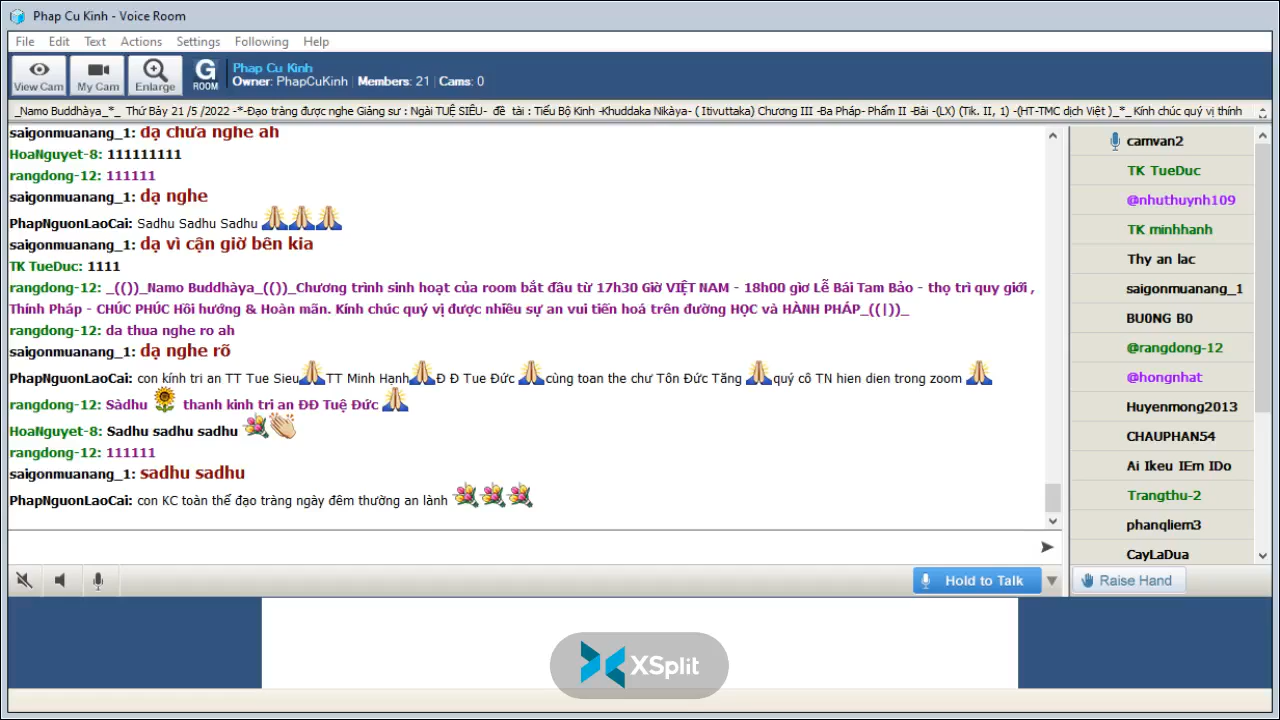 Phap Cu Kinh - Voice Room
File Edit Text Actions Settings Following Help
View Cam My Cam Enlarge G ROOM
Phap Cu Kinh
Owner: PhapCuKinh | Members: 21 | Cams: 0
_Namo Buddhàya_*_ Thứ Bảy 21 /5 /2022 -*-Đạo tràng được nghe Giảng sư : Ngài TUỆ SIÊU- đề tài : Tiểu Bộ Kinh -Khuddaka Nikàya- ( Itivuttaka) Chương III -Ba Pháp- Phẩm II -Bài -(LX) (Tik. II, 1) -(HT-TMC dịch Việt )_*_ Kính chúc quý vị thính
saigonmuanang_1: dạ chưa nghe ah
HoaNguyet-8: 111111111
rangdong-12: 111111
saigonmuanang_1: dạ nghe
PhapNguonLaoCai: Sadhu Sadhu Sadhu
saigonmuanang_1: dạ vì cận giờ bên kia
TK TueDuc: 1111
rangdong-12: _(())_Namo Buddhàya_(())_Chương trình sinh hoạt của room bắt đầu từ 17h30 Giờ VIỆT NAM - 18h00 giờ Lễ Bái Tam Bảo - thọ trì quy giới ,
Thính Pháp - CHÚC PHÚC Hồi hướng & Hoàn mãn. Kính chúc quý vị được nhiều sự an vui tiến hoá trên đường HỌC và HÀNH PHÁP_((|))_
rangdong-12: da thua nghe ro ah
saigonmuanang_1: dạ nghe rõ
PhapNguonLaoCai: con kính tri an TT Tue Sieu TT Minh Hạnh Đ Đ Tue Đức cùng toan the chư Tôn Đức Tăng quý cô TN hien dien trong zoom
rangdong-12: Sàdhu thanh kinh tri an ĐĐ Tuệ Đức
HoaNguyet-8: Sadhu sadhu sadhu
rangdong-12: 111111
saigonmuanang_1: sadhu sadhu
PhapNguonLaoCai: con KC toàn thể đạo tràng ngày đêm thường an lành
camvan2
TK TueDuc
@nhuthuynh109
TK minhhanh
Thy an lac
saigonmuanang_1
BU0NG B0
@rangdong-12
@hongnhat
Huyenmong2013
CHAUPHAN54
Ai Ikeu IEm IDo
Trangthu-2
phanqliem3
CayLaDua
Hold to Talk
Raise Hand
XSplit